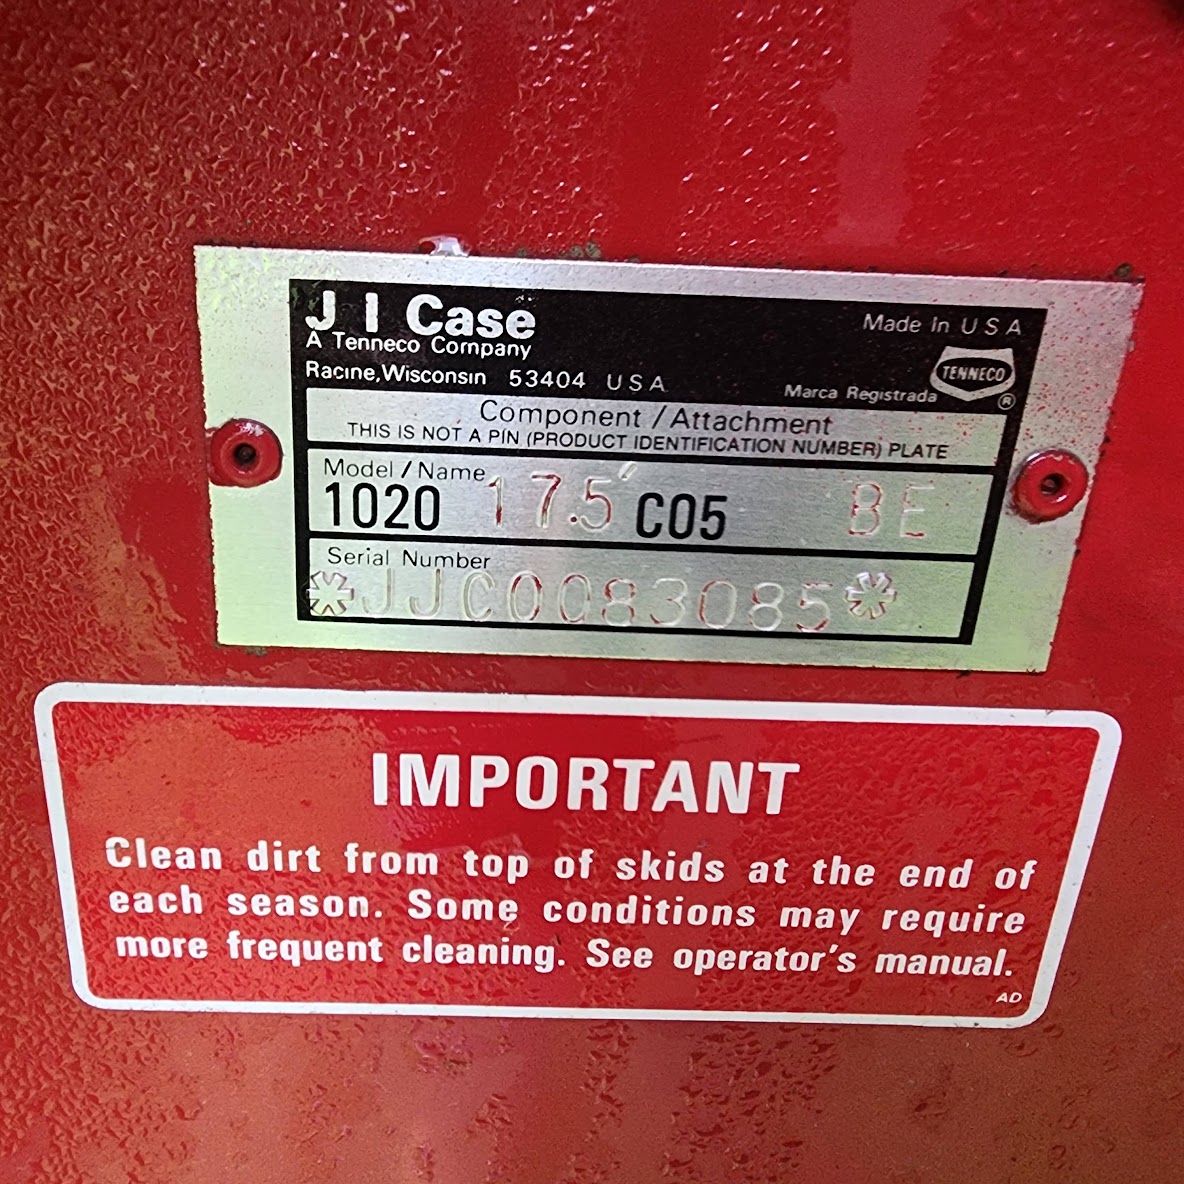 J I Case
A Tenneco Company
Racine, Wisconsin 53404 USA
Made in USA
TENNECO
Marca Registrada ®
Component / Attachment
THIS IS NOT A PIN (PRODUCT IDENTIFICATION NUMBER) PLATE
Model / Name
1020 17.5' C05 BE
Serial Number
*JJC0083085*
IMPORTANT
Clean dirt from top of skids at the end of
each season. Some conditions may require
more frequent cleaning. See operator's manual.
AD